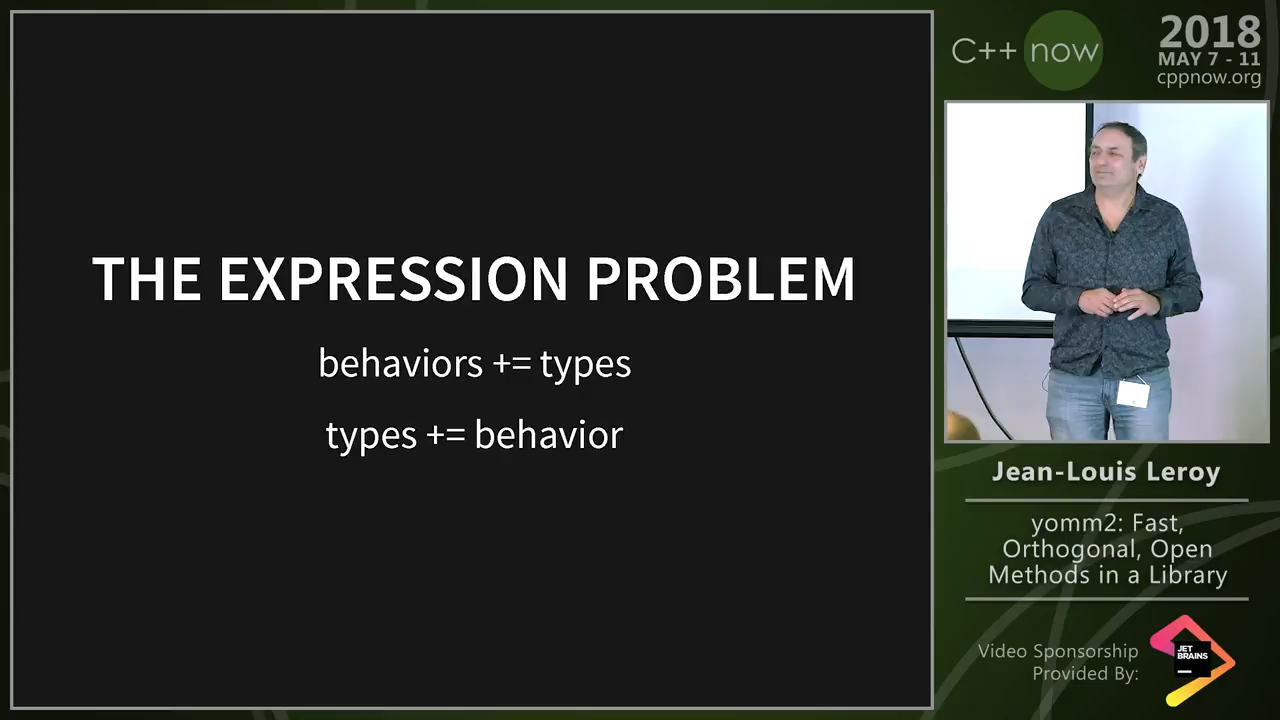 THE EXPRESSION PROBLEM
behaviors += types
types += behavior
C++ now
2018
MAY 7 - 11
cppnow.org
Jean-Louis Leroy
yomm2: Fast,
Orthogonal, Open
Methods in a Library
Video Sponsorship
Provided By:
JET
BRAINS